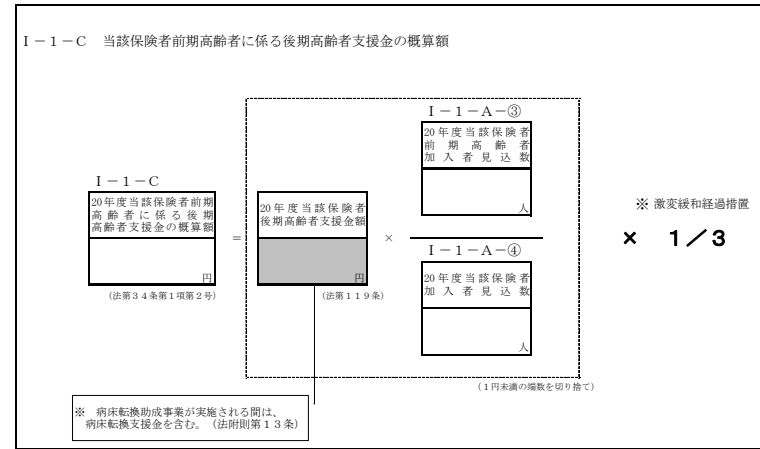 Ⅰ－１－Ｃ　当該保険者前期高齢者に係る後期高齢者支援金の概算額
Ⅰ－１－Ａ－③
20年度当該保険者
前期高齢者
加入者見込数
人
Ⅰ－１－Ｃ
20年度当該保険者前期
高齢者に係る後期
高齢者支援金の概算額
円
（法第３４条第１項第２号）
＝
20年度当該保険者
後期高齢者支援金額
円
（法第１１９条）
×
Ⅰ－１－Ａ－④
20年度当該保険者
加入者見込数
人
※ 激変緩和経過措置
× １／３
（１円未満の端数を切り捨て）
※　病床転換助成事業が実施される間は、
病床転換支援金を含む。（法附則第１３条）